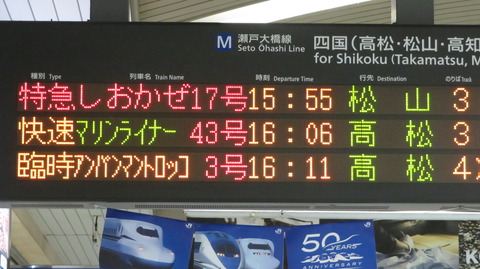 M 瀬戸大橋線 四国(高松・松山・高知
Seto Ohashi Line for Shikoku (Takamatsu, M
種別 Type 列車名 Train Name 時刻 Departure Time 行先 Destination のりば Track
特急しおかぜ17号 15:55 松山 3
快速マリンライナー 43号 16:06 高松 3
臨時アンパンマントロッコ 3号 16:11 高松 4
50 YEARS
ANNIVERSARY